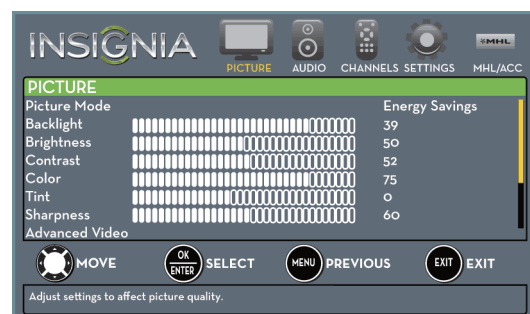 INSIGNIA
MHL
PICTURE AUDIO CHANNELS SETTINGS MHL/ACC
PICTURE
Picture Mode Energy Savings
Backlight 39
Brightness 50
Contrast 52
Color 75
Tint 0
Sharpness 60
Advanced Video
MOVE OK ENTER SELECT MENU PREVIOUS EXIT EXIT
Adjust settings to affect picture quality.